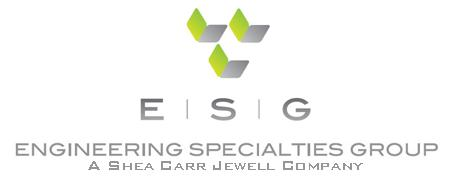 E | S | G
ENGINEERING SPECIALTIES GROUP
A SHEA CARR JEWELL COMPANY